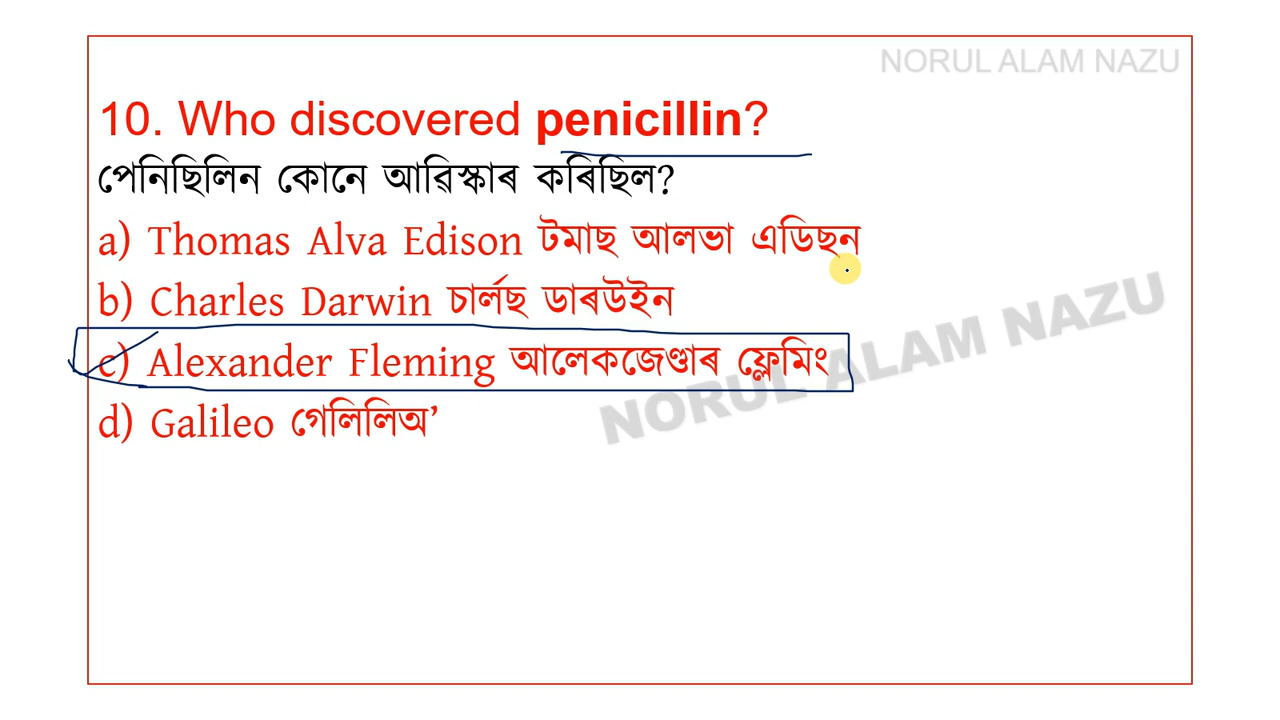 NORUL ALAM NAZU
10. Who discovered penicillin?
পেনিছিলিন কোনে আৱিস্কাৰ কৰিছিল?
a) Thomas Alva Edison টমাছ আলভা এডিছন
b) Charles Darwin চাৰ্লছ ডাৰউইন
c) Alexander Fleming আলেকজেণ্ডাৰ ফ্লেমিং
d) Galileo গেলিলিঅ’
NORUL ALAM NAZU